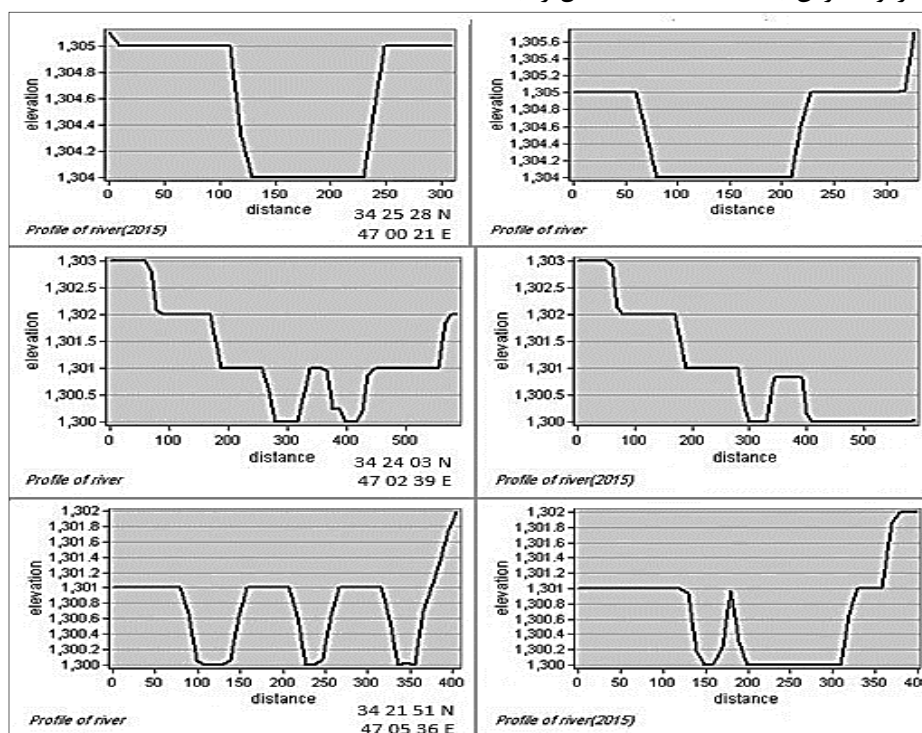 1,305
1,304.8
1,304.6
1,304.4
1,304.2
1,304
elevation
0 50 100 150 200 250 300
distance
34 25 28 N
47 00 21 E
Profile of river(2015)
1,305.6
1,305.4
1,305.2
1,305
1,304.8
1,304.6
1,304.4
1,304.2
1,304
elevation
0 50 100 150 200 250 300
distance
Profile of river
1,303
1,302.5
1,302
1,301.5
1,301
1,300.5
1,300
elevation
0 100 200 300 400 500
distance
34 24 03 N
47 02 39 E
Profile of river
1,303
1,302.5
1,302
1,301.5
1,301
1,300.5
1,300
elevation
0 100 200 300 400 500
distance
Profile of river(2015)
1,302
1,301.8
1,301.6
1,301.4
1,301.2
1,301
1,300.8
1,300.6
1,300.4
1,300.2
1,300
elevation
0 50 100 150 200 250 300 350 400
distance
34 21 51 N
47 05 36 E
Profile of river
1,302
1,301.8
1,301.6
1,301.4
1,301.2
1,301
1,300.8
1,300.6
1,300.4
1,300.2
1,300
elevation
0 50 100 150 200 250 300 350 400
distance
Profile of river(2015)